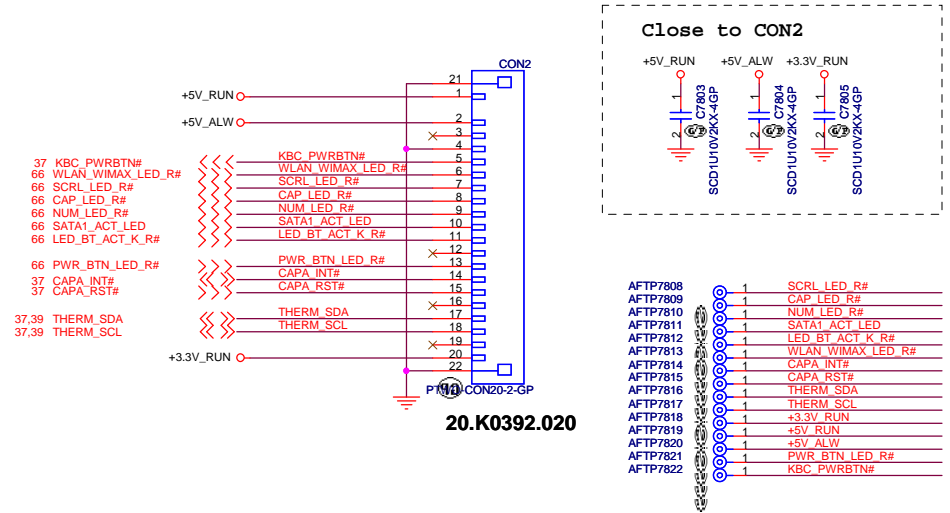 Close to CON2
+5V_RUN +5V_ALW +3.3V_RUN
1 1 1
C7803 C7804 C7805
SCD1U10V2KX-4GP SCD1U10V2KX-4GP SCD1U10V2KX-4GP
2 2 2
CON2
21
+5V_RUN 1
+5V_ALW 2
3
4
37 KBC_PWRBTN# KBC_PWRBTN# 5
66 WLAN_WIMAX_LED_R# WLAN_WIMAX_LED_R# 6
66 SCRL_LED_R# SCRL_LED_R# 7
66 CAP_LED_R# CAP_LED_R# 8
66 NUM_LED_R# NUM_LED_R# 9
66 SATA1_ACT_LED SATA1_ACT_LED 10
66 LED_BT_ACT_K_R# LED_BT_ACT_K_R# 11
12
66 PWR_BTN_LED_R# PWR_BTN_LED_R# 13
37 CAPA_INT# CAPA_INT# 14
37 CAPA_RST# CAPA_RST# 15
16
37,39 THERM_SDA THERM_SDA 17
37,39 THERM_SCL THERM_SCL 18
19
+3.3V_RUN 20
22
-CON20-2-GP
20.K0392.020
AFTP7808 1 SCRL_LED_R#
AFTP7809 1 CAP_LED_R#
AFTP7810 1 NUM_LED_R#
AFTP7811 1 SATA1_ACT_LED
AFTP7812 1 LED_BT_ACT_K_R#
AFTP7813 1 WLAN_WIMAX_LED_R#
AFTP7814 1 CAPA_INT#
AFTP7815 1 CAPA_RST#
AFTP7816 1 THERM_SDA
AFTP7817 1 THERM_SCL
AFTP7818 1 +3.3V_RUN
AFTP7819 1 +5V_RUN
AFTP7820 1 +5V_ALW
AFTP7821 1 PWR_BTN_LED_R#
AFTP7822 1 KBC_PWRBTN#